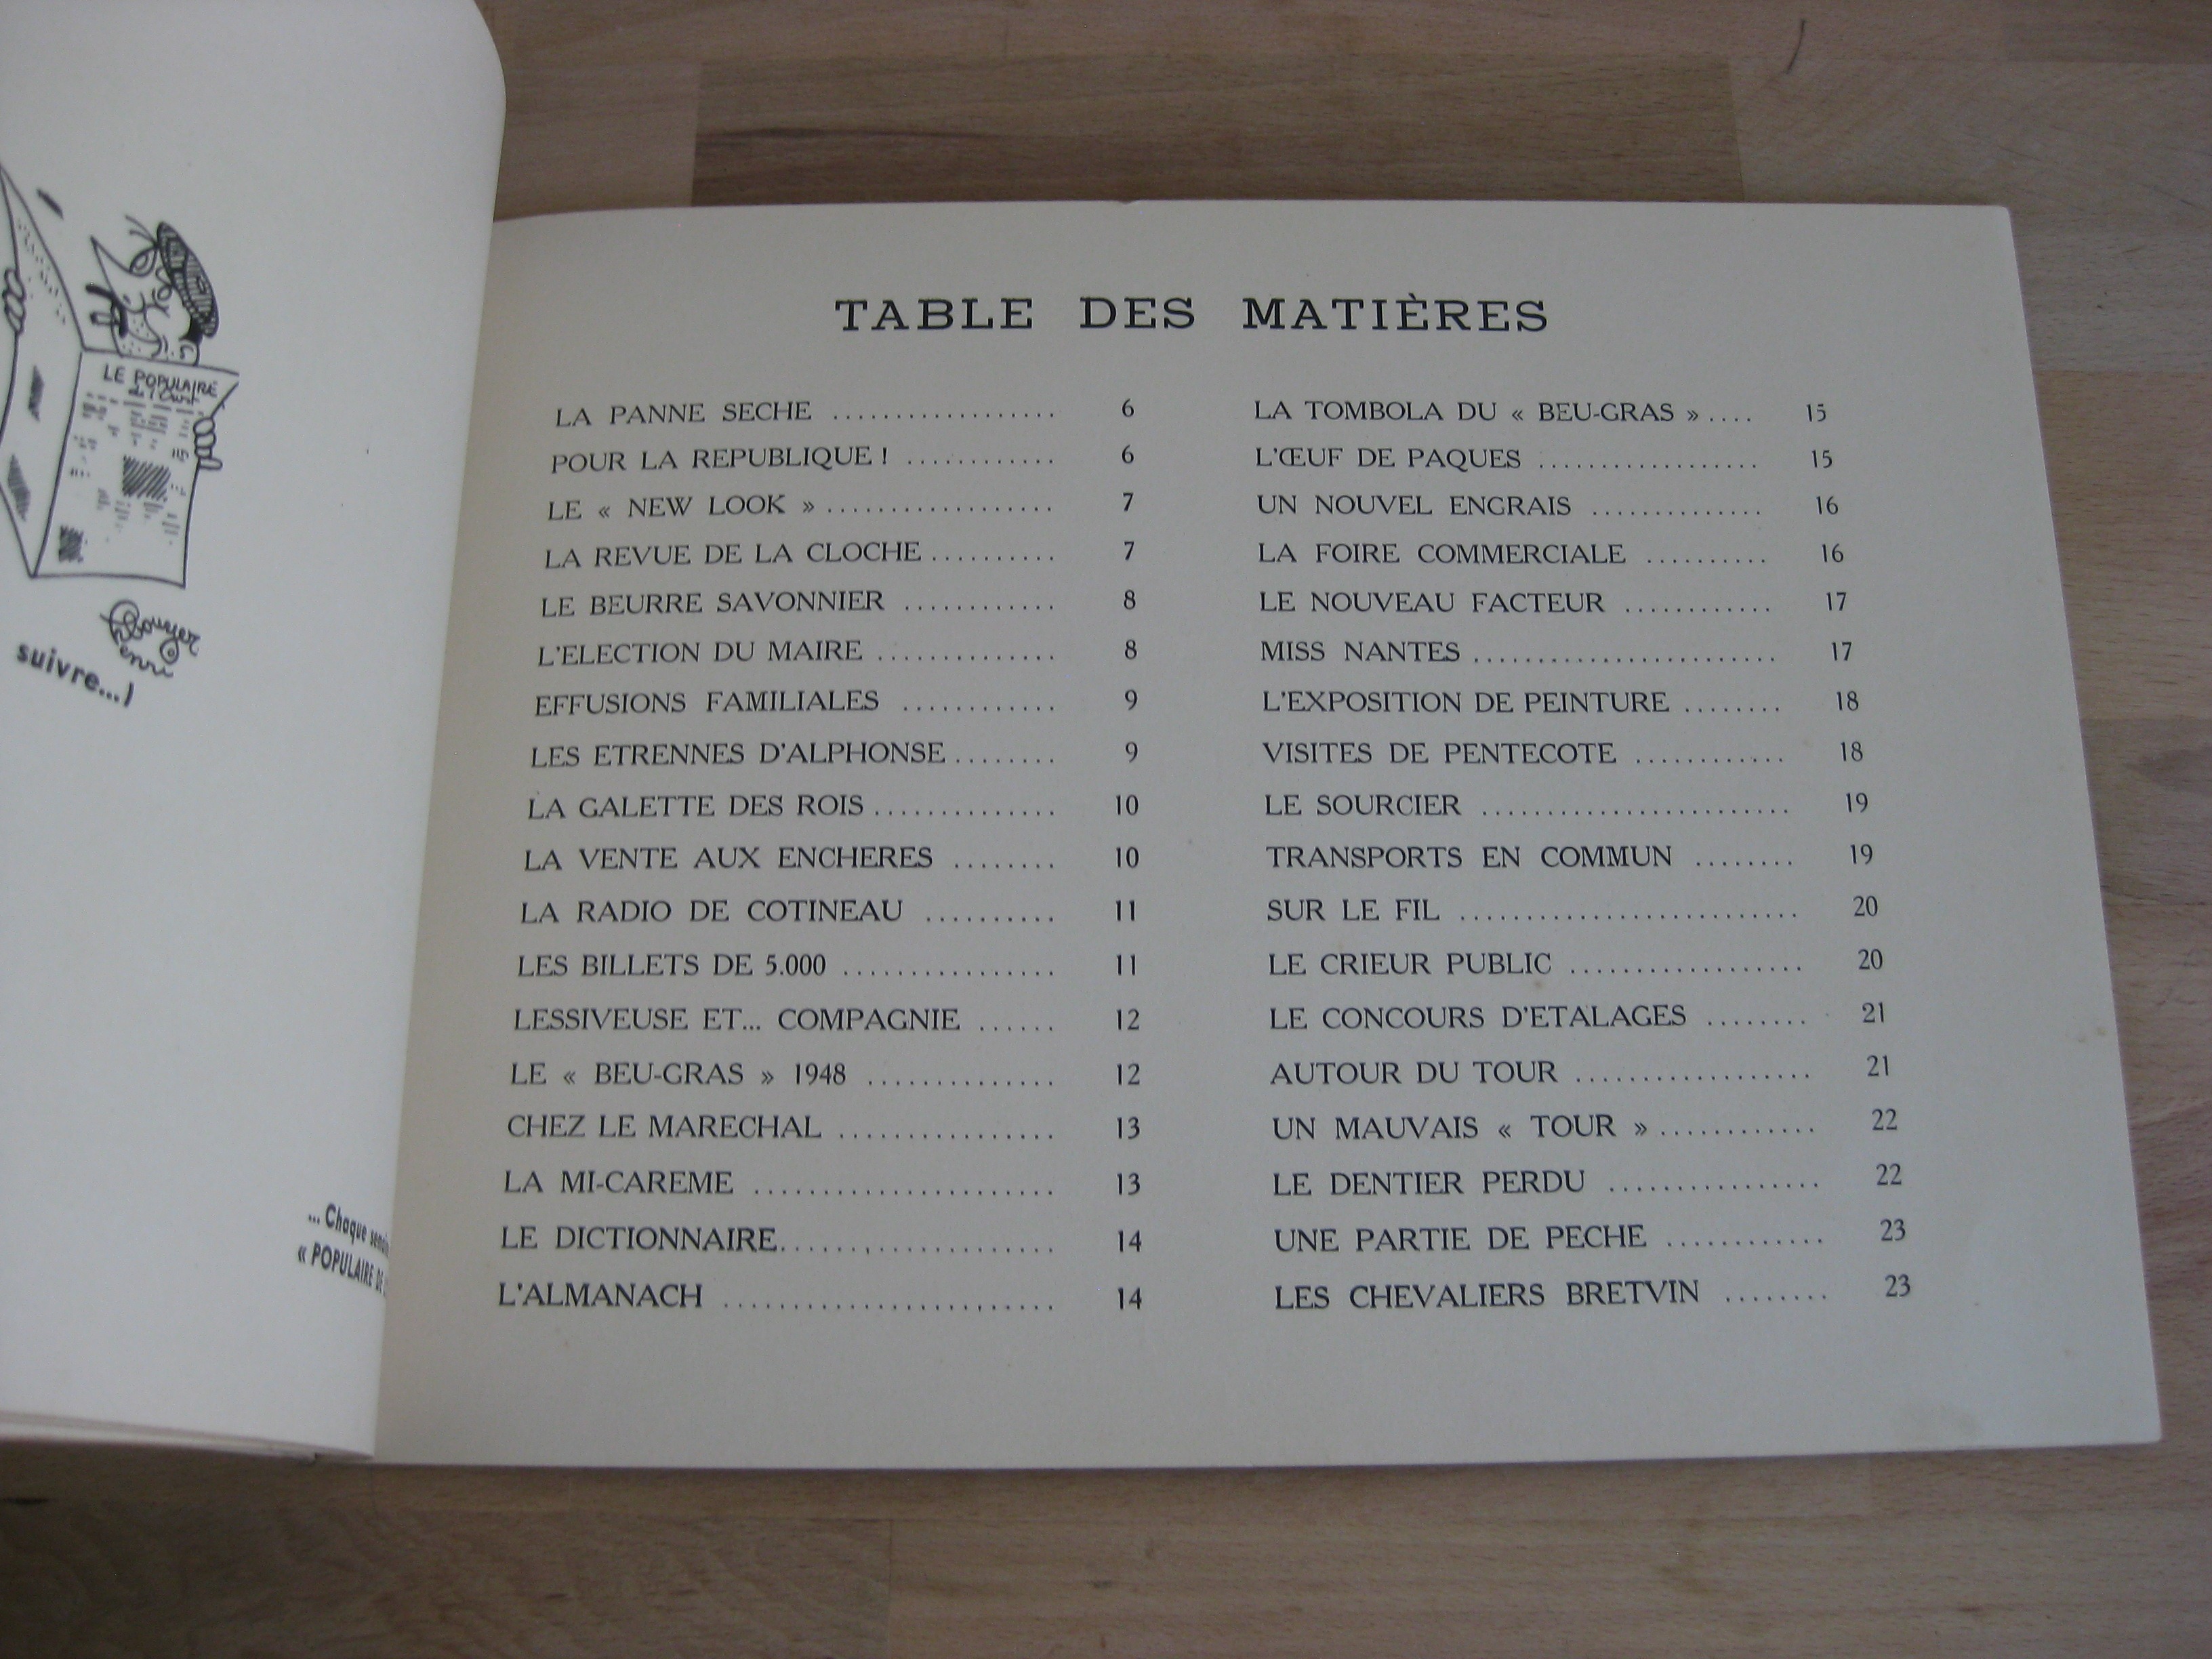 LE POPULAIRE
de l'Ouest
Rouyer
Henri
suivre...!
... Chaque
« POPULAIRE DE
TABLE DES MATIÈRES
LA PANNE SECHE .................. 6
POUR LA REPUBLIQUE ! ............ 6
LE « NEW LOOK » .................. 7
LA REVUE DE LA CLOCHE .......... 7
LE BEURRE SAVONNIER ............ 8
L'ELECTION DU MAIRE .............. 8
EFFUSIONS FAMILIALES ............ 9
LES ETRENNES D'ALPHONSE ........ 9
LA GALETTE DES ROIS .............. 10
LA VENTE AUX ENCHERES ........ 10
LA RADIO DE COTINEAU .......... 11
LES BILLETS DE 5.000 ................ 11
LESSIVEUSE ET... COMPAGNIE ...... 12
LE « BEU-GRAS » 1948 .............. 12
CHEZ LE MARECHAL ................ 13
LA MI-CAREME ...................... 13
LE DICTIONNAIRE..................... 14
L'ALMANACH ......................... 14
LA TOMBOLA DU « BEU-GRAS » .... 15
L'ŒUF DE PAQUES .................. 15
UN NOUVEL ENGRAIS .............. 16
LA FOIRE COMMERCIALE .......... 16
LE NOUVEAU FACTEUR ............ 17
MISS NANTES ....................... 17
L'EXPOSITION DE PEINTURE ........ 18
VISITES DE PENTECOTE ............ 18
LE SOURCIER ........................ 19
TRANSPORTS EN COMMUN ........ 19
SUR LE FIL .......................... 20
LE CRIEUR PUBLIC .................. 20
LE CONCOURS D'ETALAGES ........ 21
AUTOUR DU TOUR .................. 21
UN MAUVAIS « TOUR » ............ 22
LE DENTIER PERDU ................ 22
UNE PARTIE DE PECHE ............ 23
LES CHEVALIERS BRETVIN ........ 23